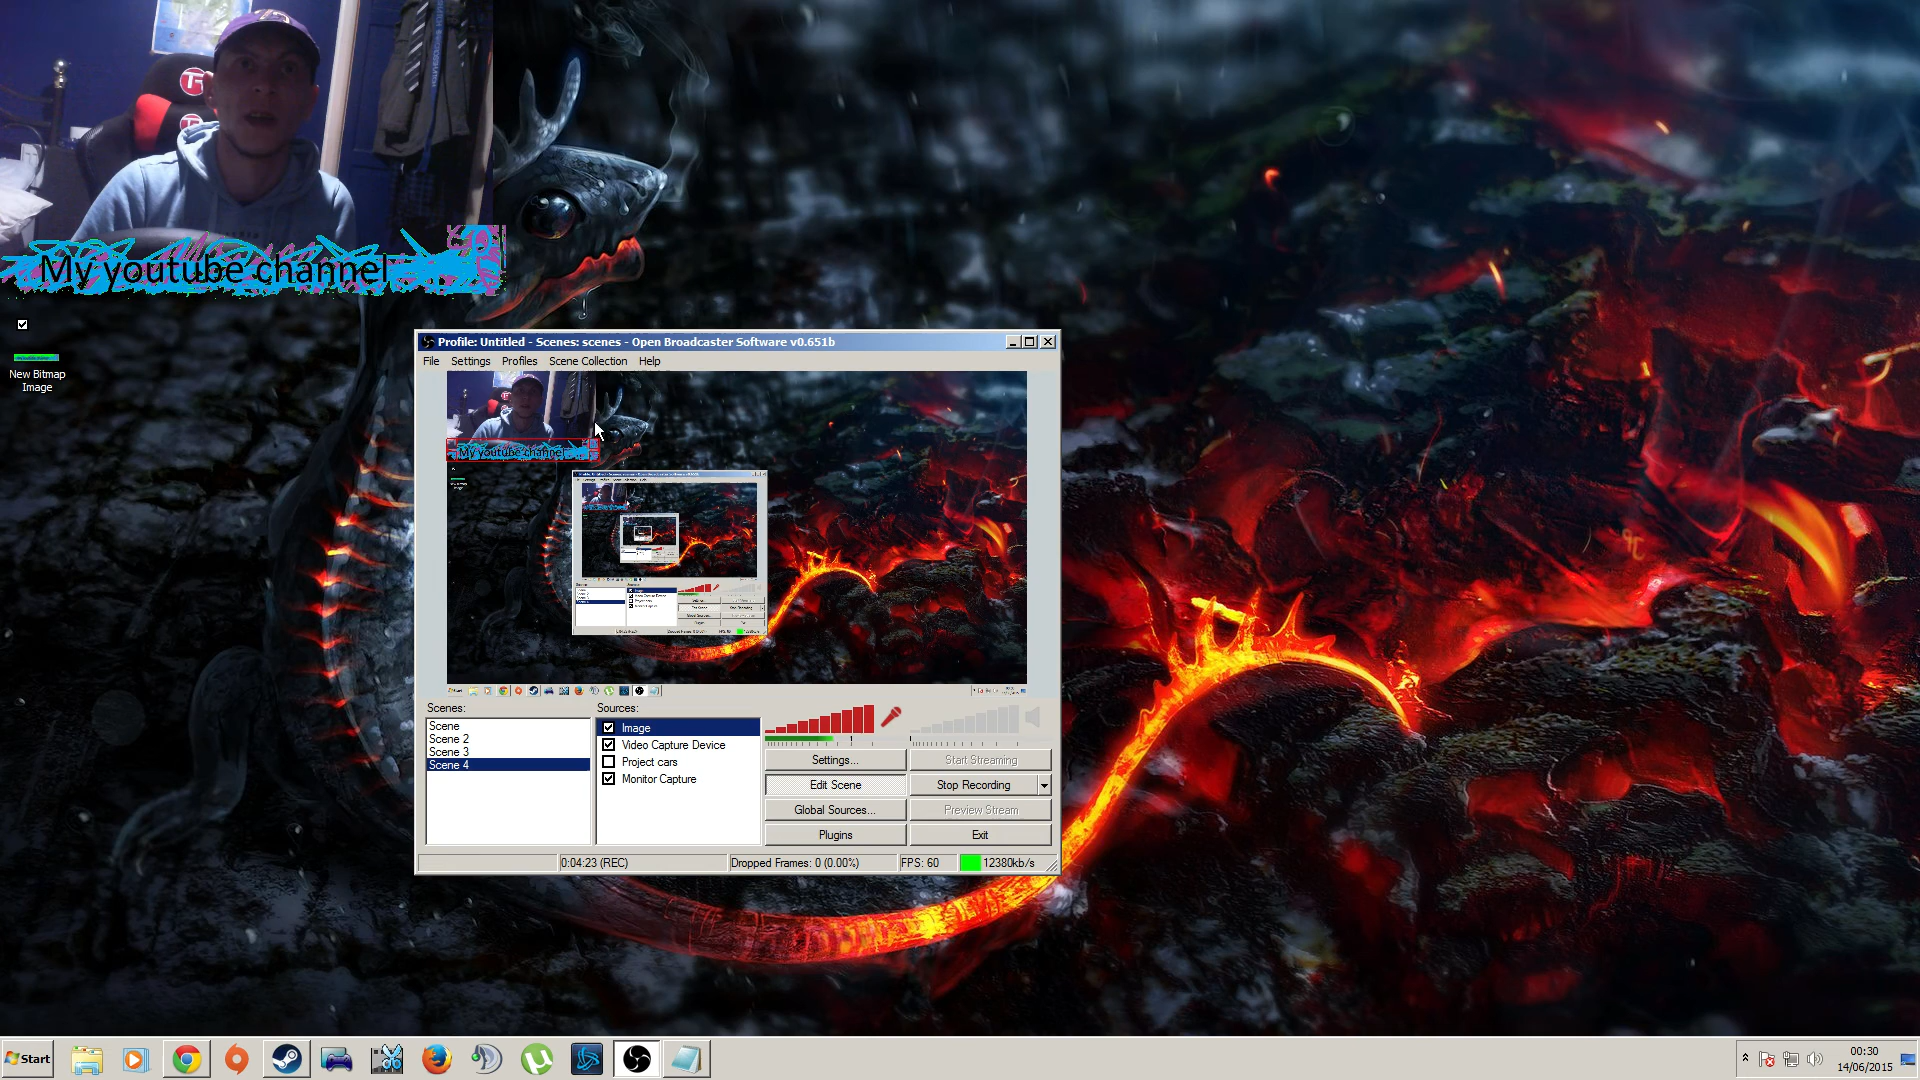 My youtube channel
New Bitmap
Image
Profile: Untitled - Scenes: scenes - Open Broadcaster Software v0.651b
File Settings Profiles Scene Collection Help
My youtube channel
Scenes:
Scene
Scene 2
Scene 3
Scene 4
Sources:
Image
Video Capture Device
Project cars
Monitor Capture
Settings...
Start Streaming
Edit Scene
Stop Recording
Global Sources...
Preview Stream
Plugins
Exit
0:04:23 (REC)
Dropped Frames: 0 (0.00%)
FPS: 60
12380kb/s
Start
00:30
14/06/2015